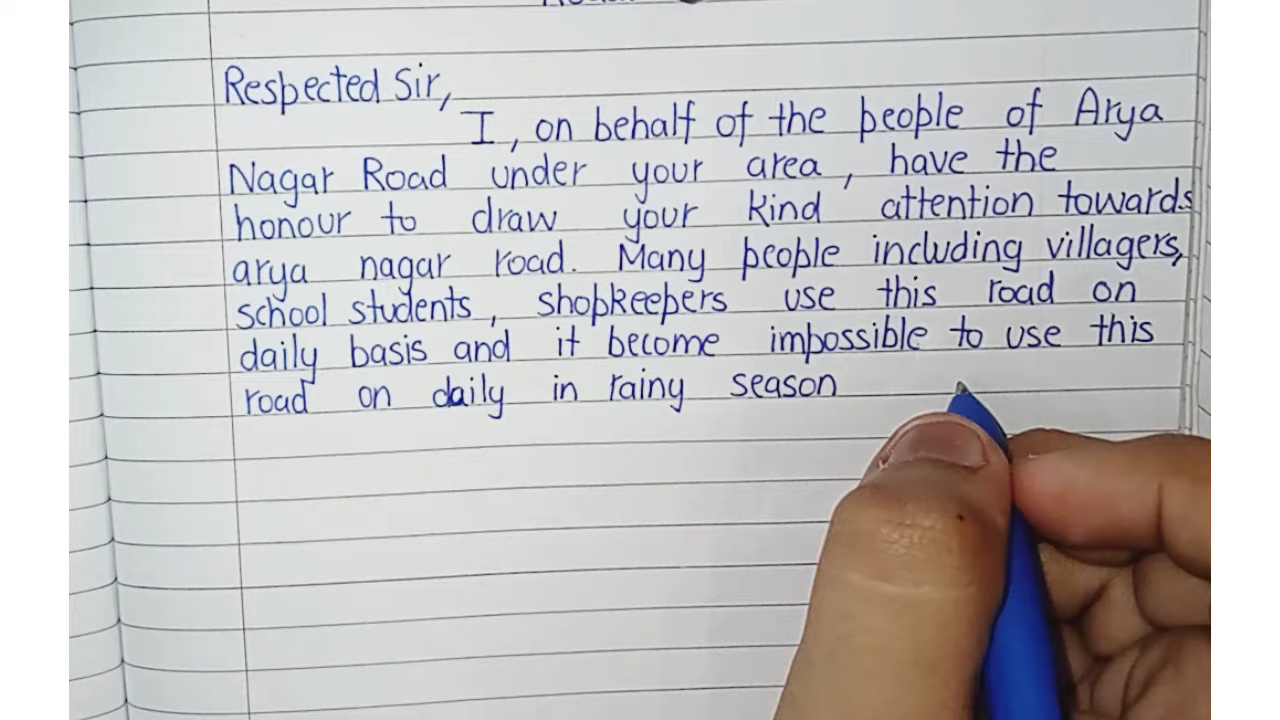 Respected Sir,
I, on behalf of the people of Arya
Nagar Road under your area, have the
honour to draw your kind attention towards
arya nagar road. Many people including villagers,
school students, shopkeepers use this road on
daily basis and it become impossible to use this
road on daily in rainy season